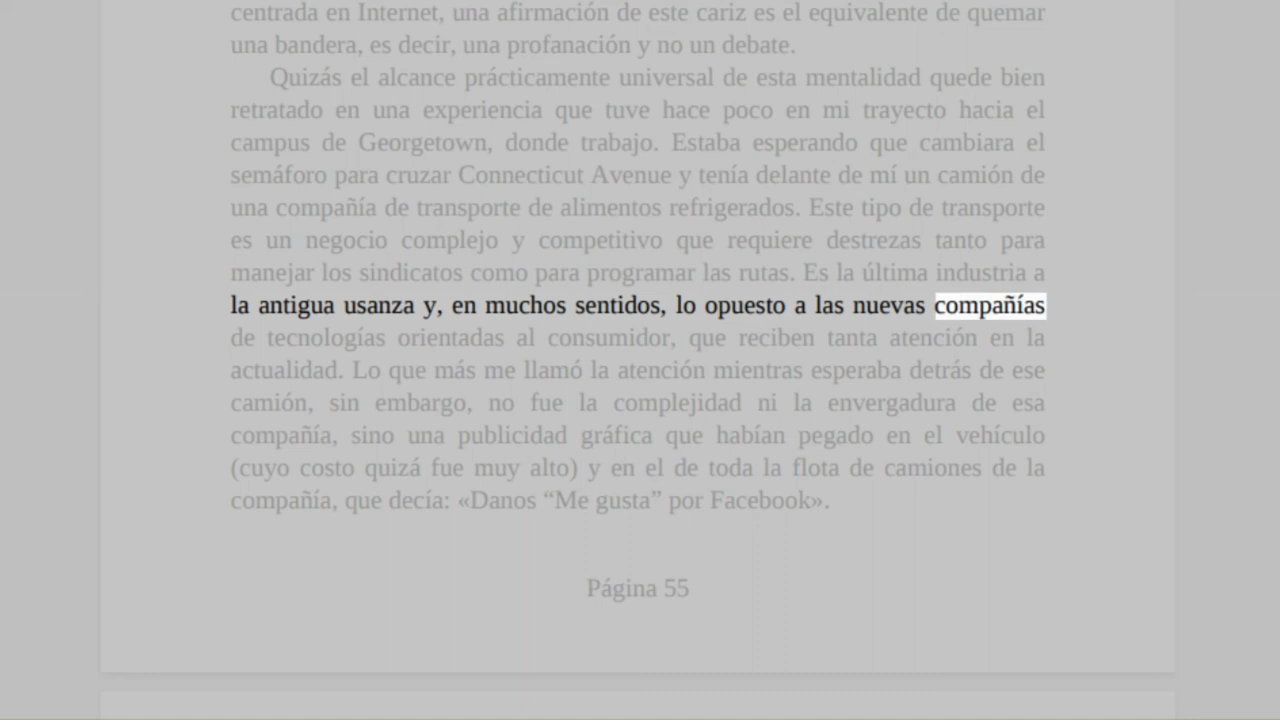 centrada en Internet, una afirmación de este cariz es el equivalente de quemar
una bandera, es decir, una profanación y no un debate.
Quizás el alcance prácticamente universal de esta mentalidad quede bien
retratado en una experiencia que tuve hace poco en mi trayecto hacia el
campus de Georgetown, donde trabajo. Estaba esperando que cambiara el
semáforo para cruzar Connecticut Avenue y tenía delante de mí un camión de
una compañía de transporte de alimentos refrigerados. Este tipo de transporte
es un negocio complejo y competitivo que requiere destrezas tanto para
manejar los sindicatos como para programar las rutas. Es la última industria a
la antigua usanza y, en muchos sentidos, lo opuesto a las nuevas compañías
de tecnologías orientadas al consumidor, que reciben tanta atención en la
actualidad. Lo que más me llamó la atención mientras esperaba detrás de ese
camión, sin embargo, no fue la complejidad ni la envergadura de esa
compañía, sino una publicidad gráfica que habían pegado en el vehículo
(cuyo costo quizá fue muy alto) y en el de toda la flota de camiones de la
compañía, que decía: «Danos “Me gusta” por Facebook».
Página 55